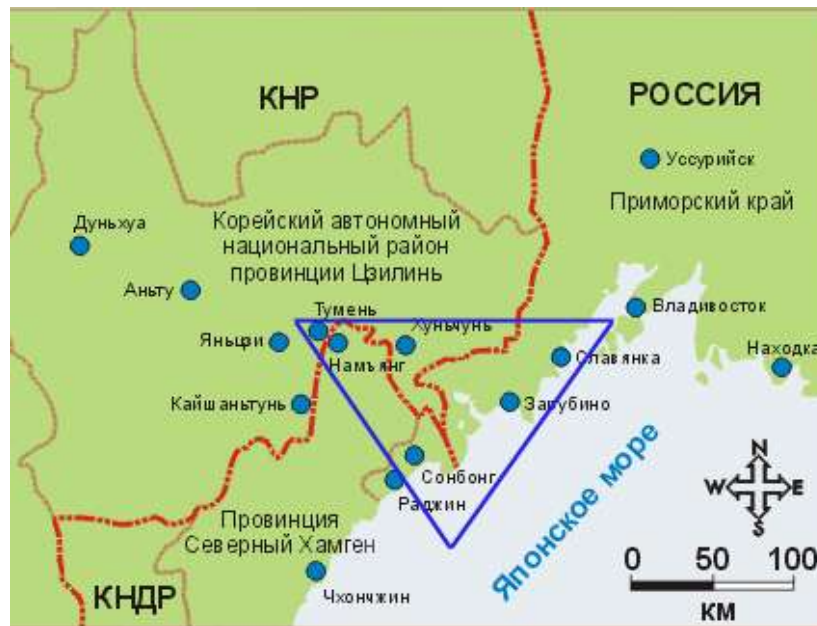 КНР
РОССИЯ
Уссурийск
Приморский край
Дуньхуа
Корейский автономный
национальный район
провинции Цзилинь
Аньту
Тумень
Хуньчунь
Владивосток
Яньцзи
Намъянг
Славянка
Находка
Кайшаньтунь
Зарубино
Сонбонг
Раджин
Японское море
N
W E
S
Провинция
Северный Хамген
0 50 100
КМ
КНДР
Чхончжин